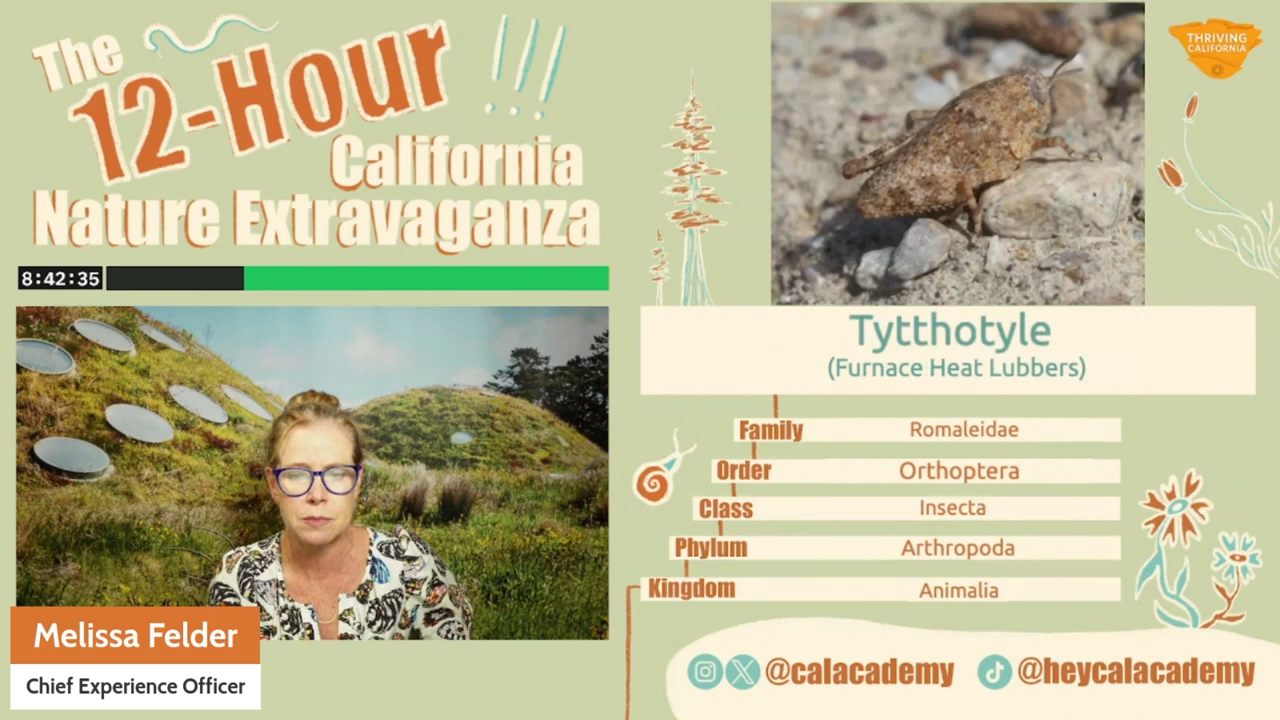 The
12-Hour
!!!
California
Nature Extravaganza
8:42:35
Melissa Felder
Chief Experience Officer
THRIVING
CALIFORNIA
Tytthotyle
(Furnace Heat Lubbers)
Family Romaleidae
Order Orthoptera
Class Insecta
Phylum Arthropoda
Kingdom Animalia
@calacademy @heycalacademy